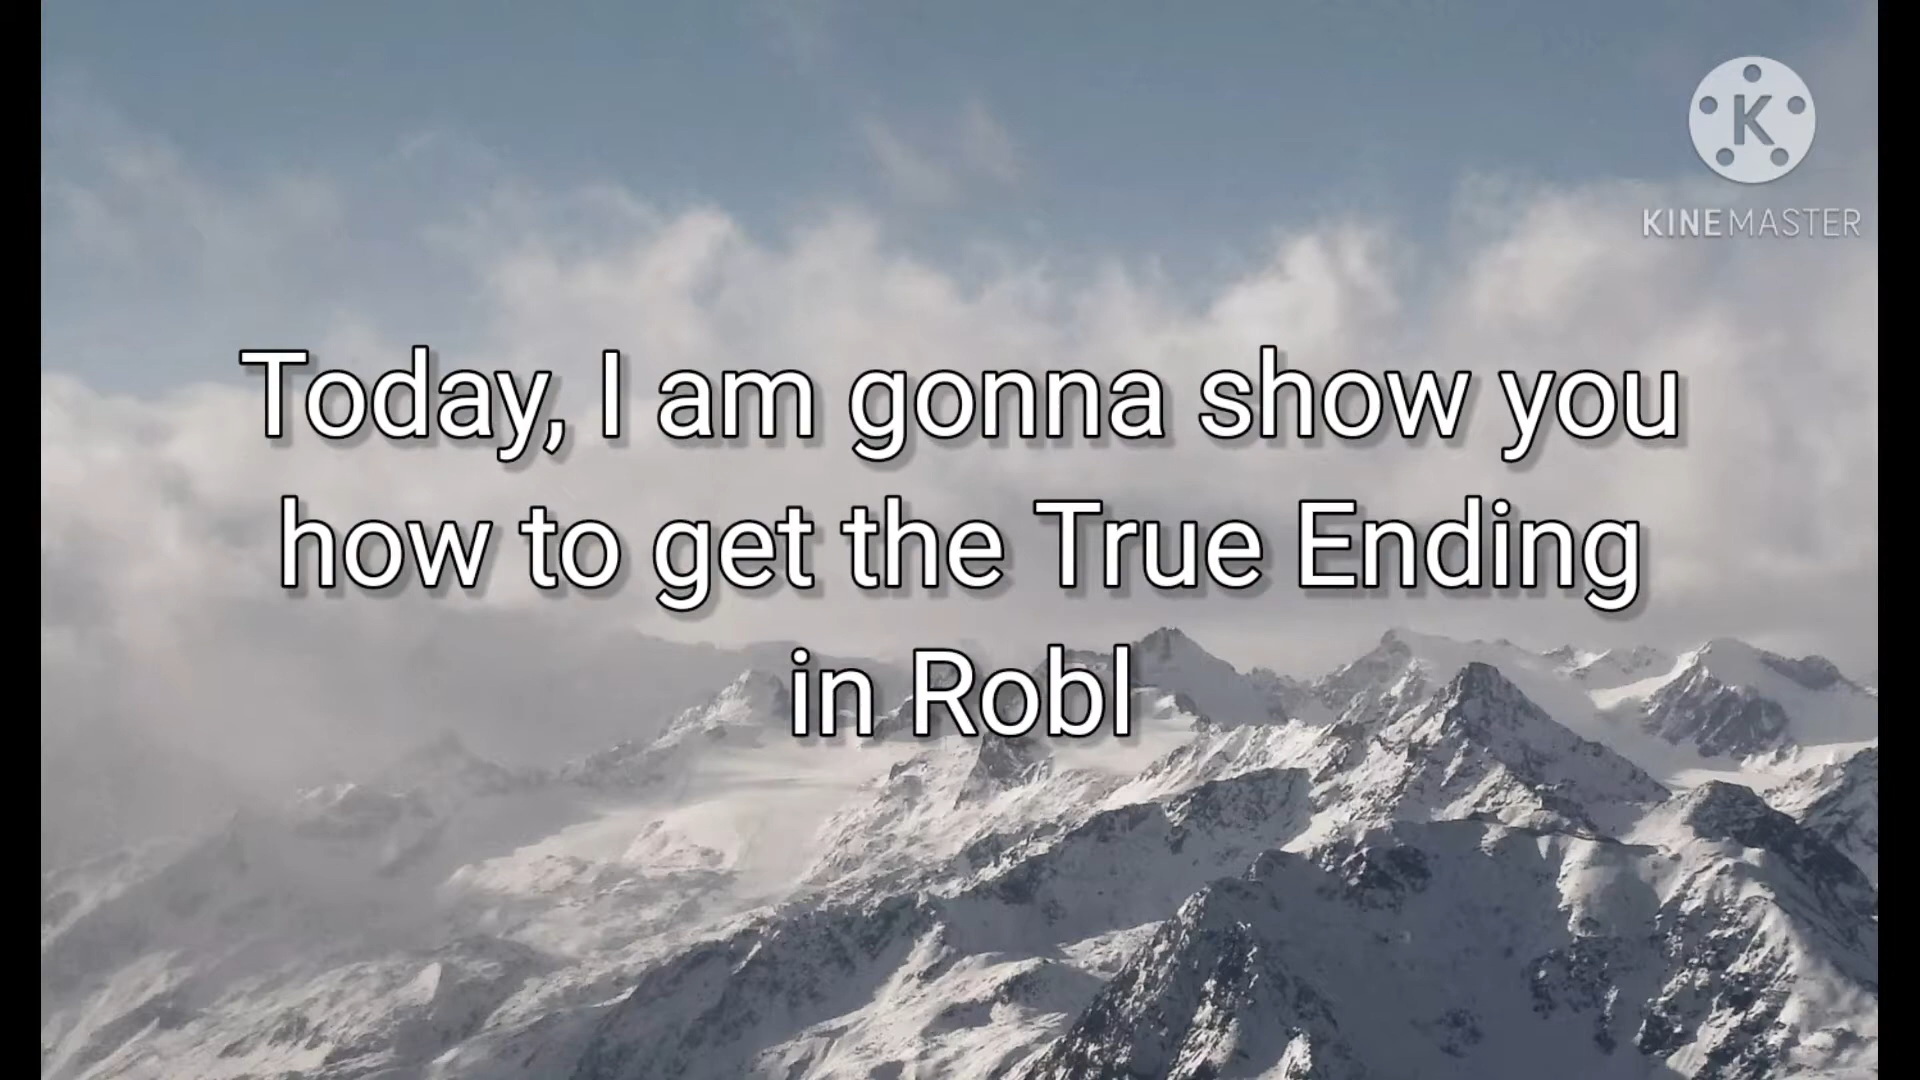 K
KINEMASTER
Today, I am gonna show you
how to get the True Ending
in Robl